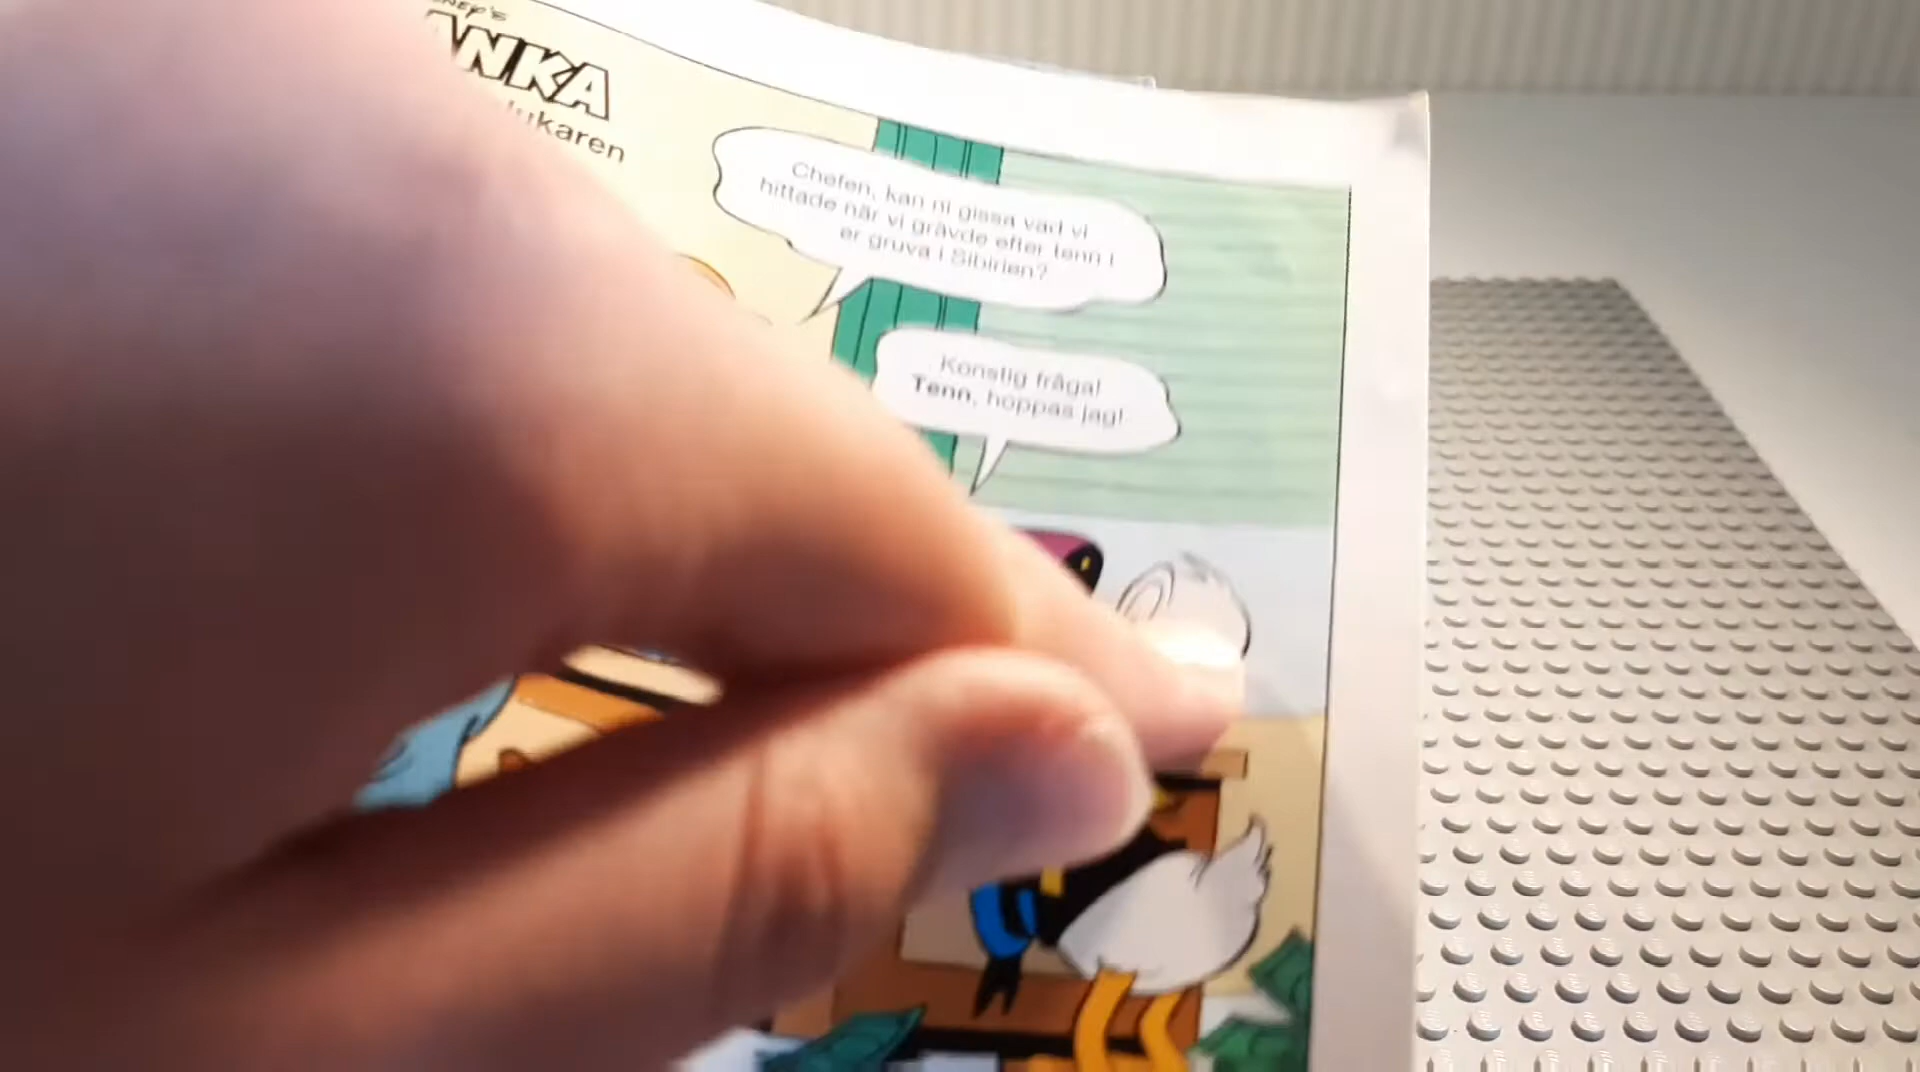 ANKA
ukaren
Chefen, kan ni gissa vad vi
hittade när vi grävde efter tenn i
er gruva i Sibirien?
Konstig fråga!
Tenn, hoppas jag!